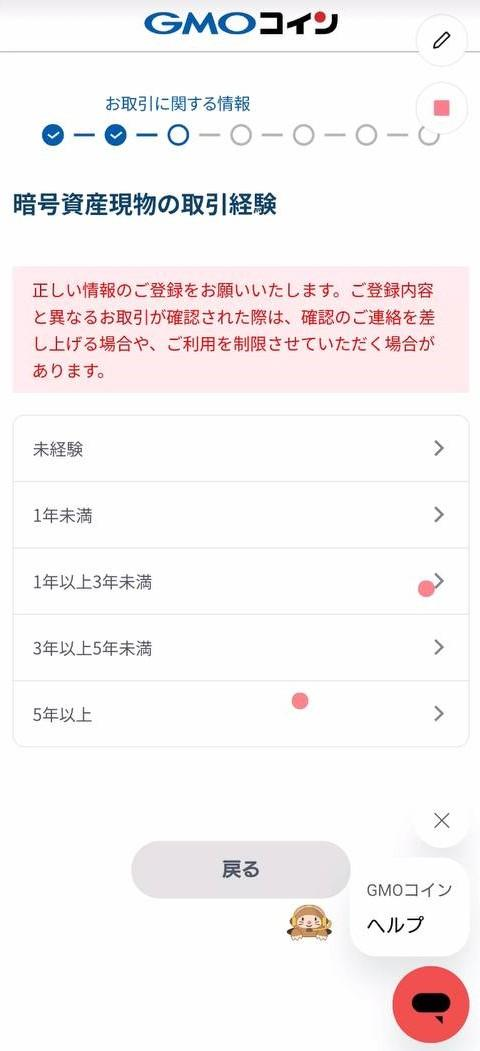 GMOコイン
お取引に関する情報
暗号資産現物の取引経験
正しい情報のご登録をお願いいたします。ご登録内容
と異なるお取引が確認された際は、確認のご連絡を差
し上げる場合や、ご利用を制限させていただく場合が
あります。
未経験
1年未満
1年以上3年未満
3年以上5年未満
5年以上
戻る
GMOコイン
ヘルプ